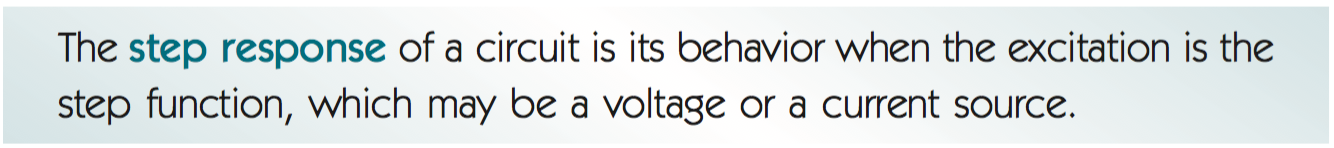 The step response of a circuit is its behavior when the excitation is the
step function, which may be a voltage or a current source.